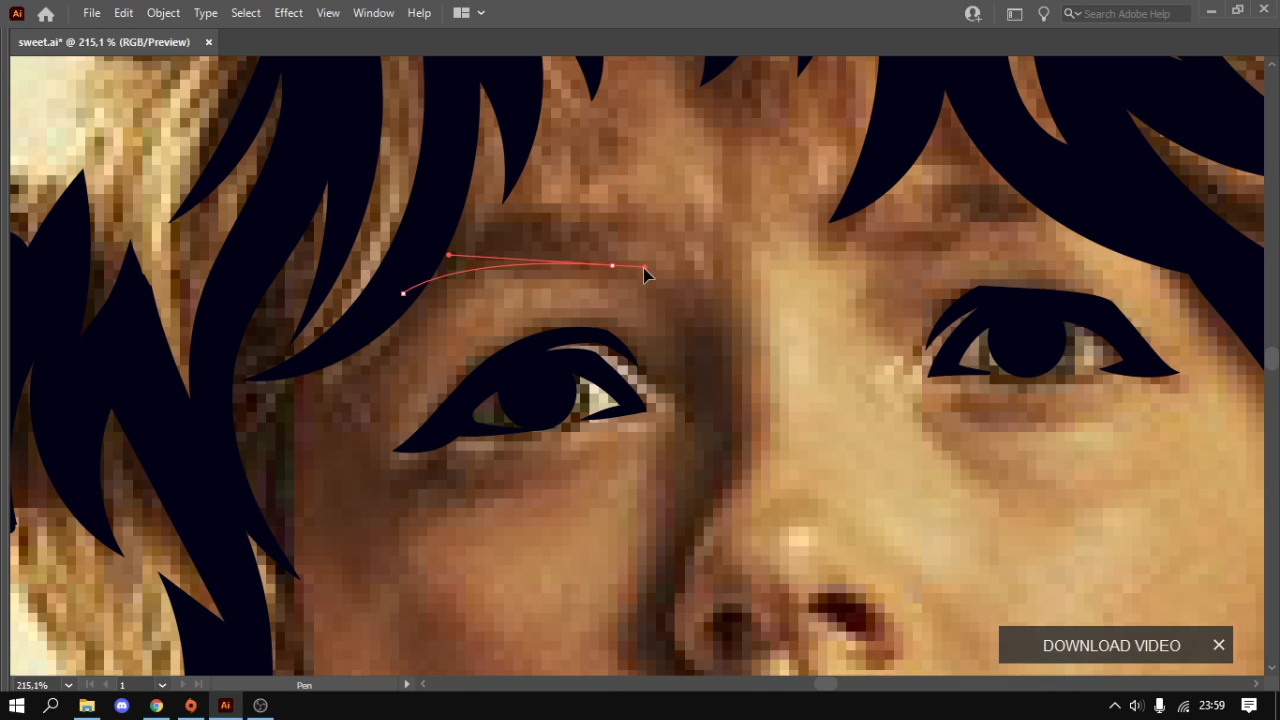 Ai File Edit Object Type Select Effect View Window Help Search Adobe Help
sweet.ai* @ 215,1 % (RGB/Preview) ×
DOWNLOAD VIDEO ×
215,1% 1 Pen
Ai 23:59